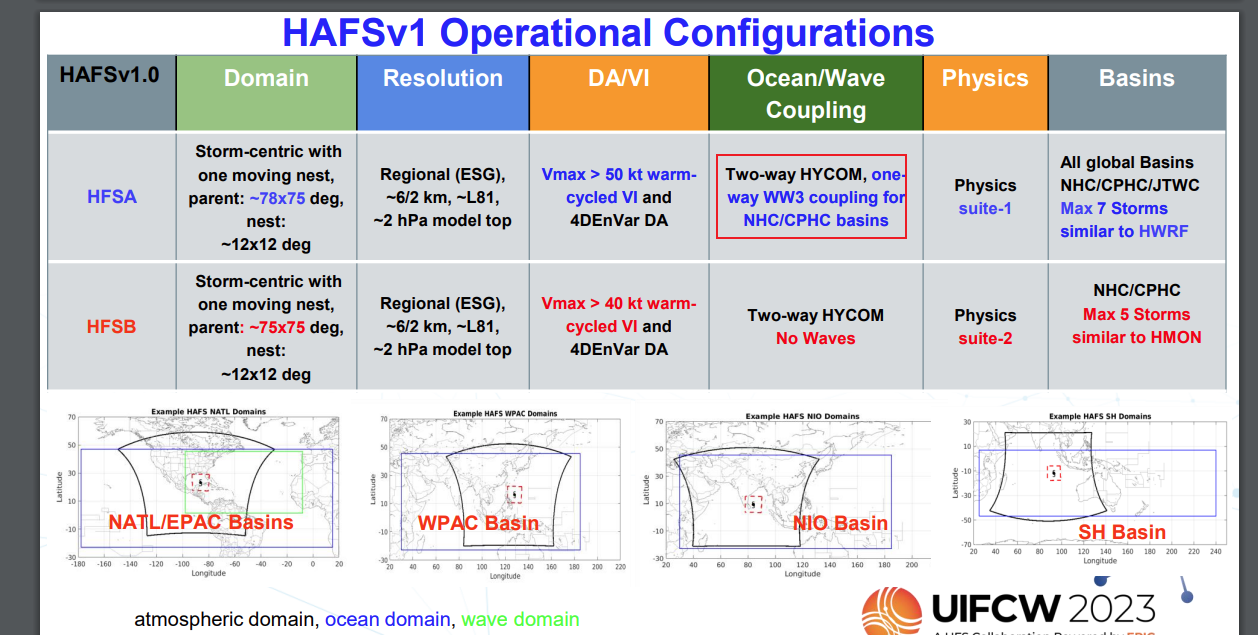 HAFSv1 Operational Configurations
HAFSv1.0
Domain
Resolution
DA/VI
Ocean/Wave
Coupling
Physics
Basins
HFSA
Storm-centric with
one moving nest,
parent: ~78x75 deg,
nest:
~12x12 deg
Regional (ESG),
~6/2 km, ~L81,
~2 hPa model top
Vmax > 50 kt warm-
cycled VI and
4DEnVar DA
Two-way HYCOM, one-
way WW3 coupling for
NHC/CPHC basins
Physics
suite-1
All global Basins
NHC/CPHC/JTWC
Max 7 Storms
similar to HWRF
HFSB
Storm-centric with
one moving nest,
parent: ~75x75 deg,
nest:
~12x12 deg
Regional (ESG),
~6/2 km, ~L81,
~2 hPa model top
Vmax > 40 kt warm-
cycled VI and
4DEnVar DA
Two-way HYCOM
No Waves
Physics
suite-2
NHC/CPHC
Max 5 Storms
similar to HMON
Example HAFS NATL Domains
70
50
30
10
-10
-30
Latitude
NATL/EPAC Basins
-180 -160 -140 -120 -100 -80 -60 -40 -20 0 20
Longitude
Example HAFS WPAC Domains
70
50
30
10
-10
-30
Latitude
WPAC Basin
20 40 60 80 100 120 140 160 180 200 220
Longitude
Example HAFS NIO Domains
70
50
30
10
-10
-30
Latitude
NIO Basin
20 40 60 80 100 120 140 160 180 200
Longitude
Example HAFS SH Domains
30
10
-10
-30
-50
-70
Latitude
SH Basin
20 40 60 80 100 120 140 160 180 200 220 240
Longitude
atmospheric domain, ocean domain, wave domain
UIFCW 2023
A UFS Collaboration Powered by EPIC